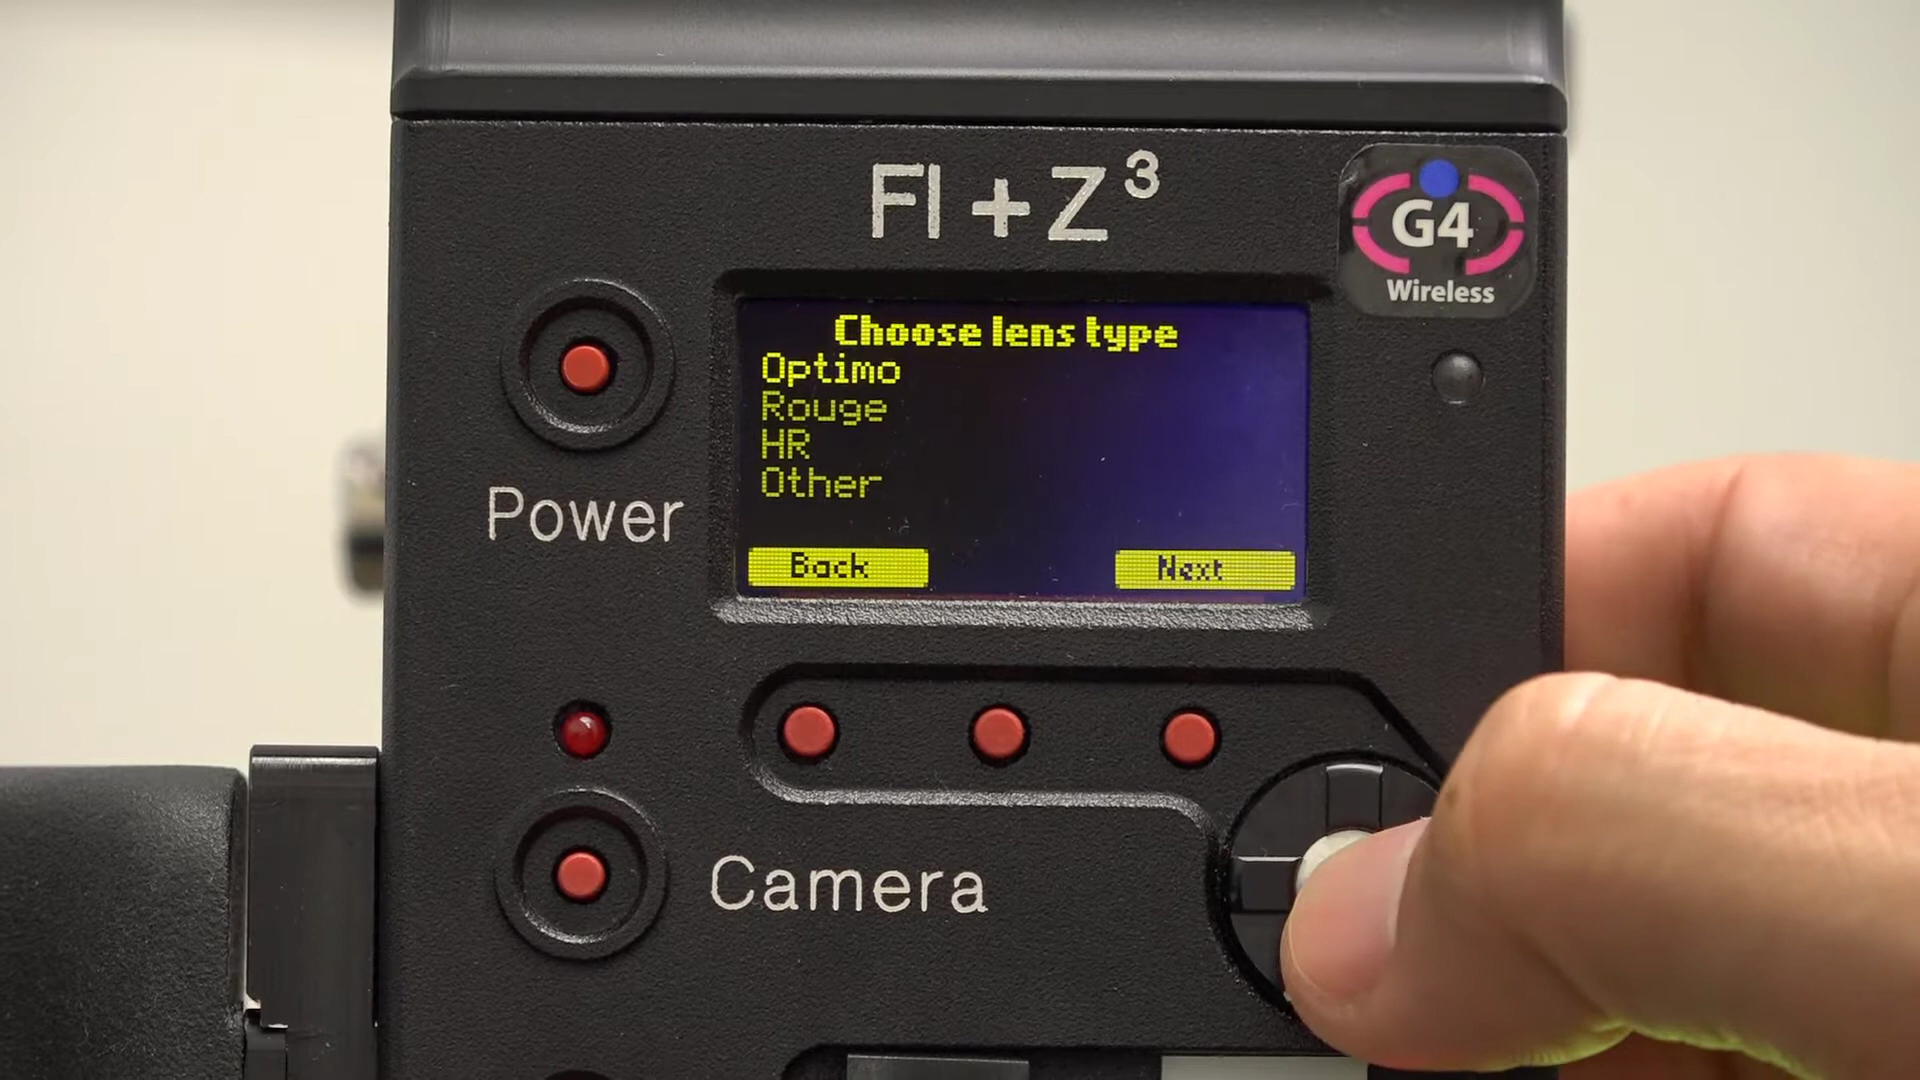 FI+Z³
G4
Wireless
Choose lens type
Optimo
Rouge
HR
Other
Back
Next
Power
Camera